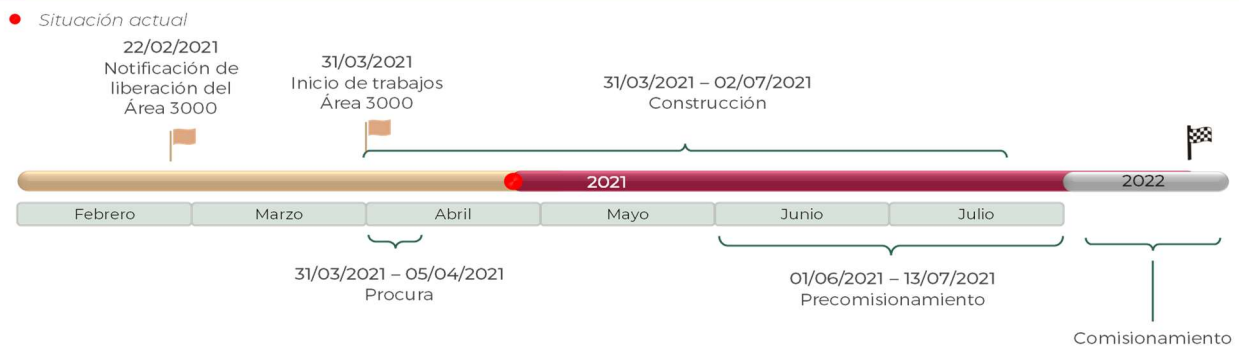 Situación actual
22/02/2021
Notificación de
liberación del
Área 3000
31/03/2021
Inicio de trabajos
Área 3000
31/03/2021 – 02/07/2021
Construcción
2021
2022
Febrero
Marzo
Abril
Mayo
Junio
Julio
31/03/2021 – 05/04/2021
Procura
01/06/2021 – 13/07/2021
Precomisionamiento
Comisionamiento